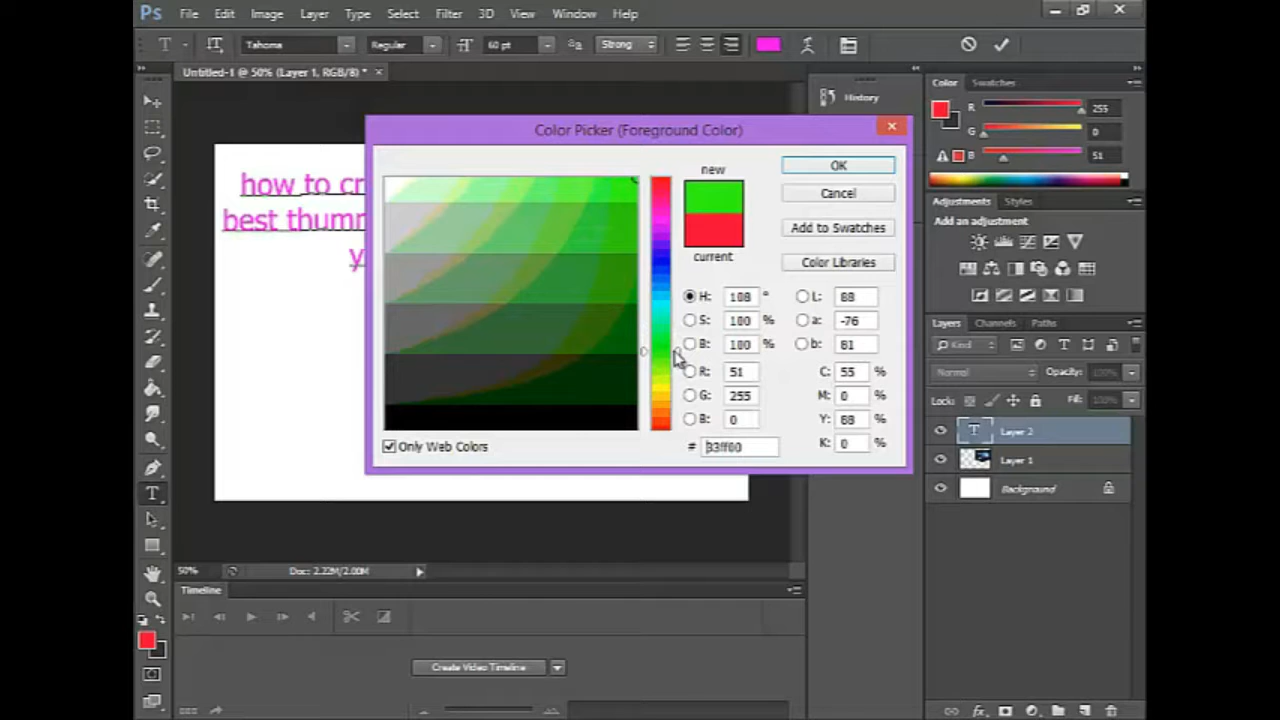 Ps File Edit Image Layer Type Select Filter 3D View Window Help
T Tahoma Regular 60 pt aa Strong
Untitled-1 @ 50% (Layer 1, RGB/8) * ×
History
Color Swatches
R 255
G 0
B 51
Color Picker (Foreground Color)
new
current
OK
Cancel
Add to Swatches
Color Libraries
H: 108 °
S: 100 %
B: 100 %
R: 51
G: 255
B: 0
L: 88
a: -76
b: 81
C: 55 %
M: 0 %
Y: 88 %
K: 0 %
Only Web Colors
# 33ff00
how to cr
best thumm
y
Adjustments Styles
Add an adjustment
Layers Channels Paths
Kind
Normal Opacity: 100%
Lock: Fill: 100%
T Layer 2
Layer 1
Background
50% Doc: 2.22M/2.00M
Timeline
Create Video Timeline
fx